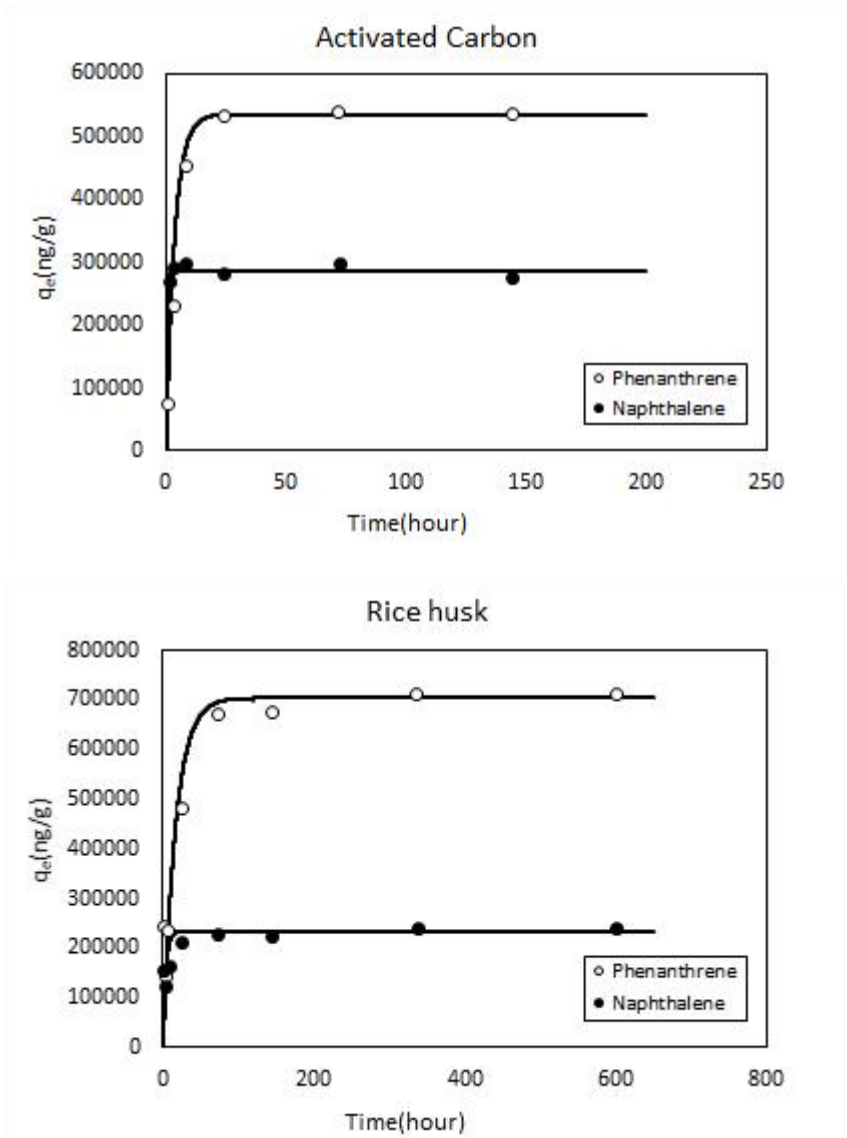 Activated Carbon
600000
500000
400000
300000
200000
100000
0
qe(ng/g)
Phenanthrene
Naphthalene
0 50 100 150 200 250
Time(hour)
Rice husk
800000
700000
600000
500000
400000
300000
200000
100000
0
qe(ng/g)
Phenanthrene
Naphthalene
0 200 400 600 800
Time(hour)